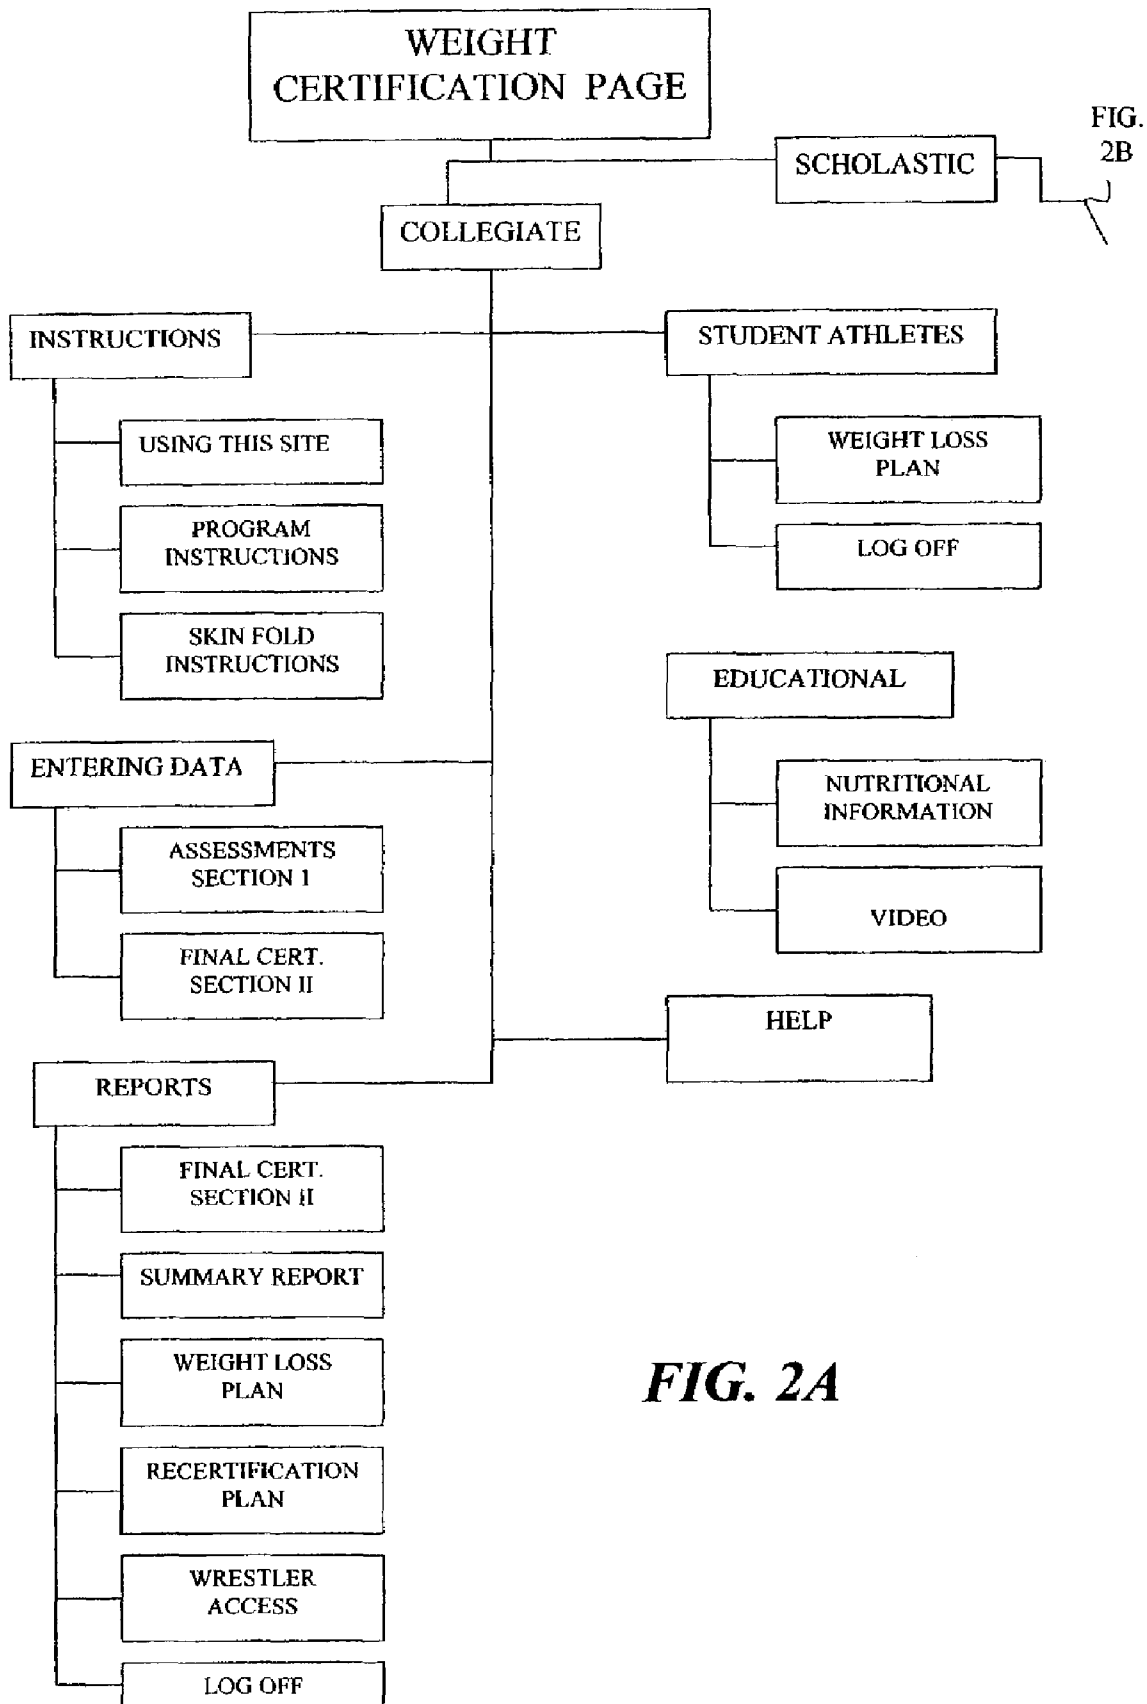 WEIGHT
CERTIFICATION PAGE
FIG.
2B
SCHOLASTIC
COLLEGIATE
INSTRUCTIONS
USING THIS SITE
PROGRAM
INSTRUCTIONS
SKIN FOLD
INSTRUCTIONS
ENTERING DATA
ASSESSMENTS
SECTION I
FINAL CERT.
SECTION II
REPORTS
FINAL CERT.
SECTION II
SUMMARY REPORT
WEIGHT LOSS
PLAN
RECERTIFICATION
PLAN
WRESTLER
ACCESS
LOG OFF
STUDENT ATHLETES
WEIGHT LOSS
PLAN
LOG OFF
EDUCATIONAL
NUTRITIONAL
INFORMATION
VIDEO
HELP
FIG. 2A